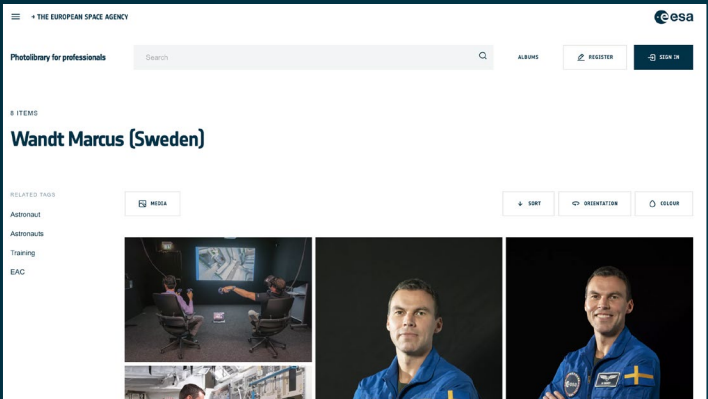 → THE EUROPEAN SPACE AGENCY
esa
Photolibrary for professionals
Search
ALBUMS
REGISTER
SIGN IN
8 ITEMS
Wandt Marcus (Sweden)
RELATED TAGS
Astronaut
Astronauts
Training
EAC
MEDIA
SORT
ORIENTATION
COLOUR
esa